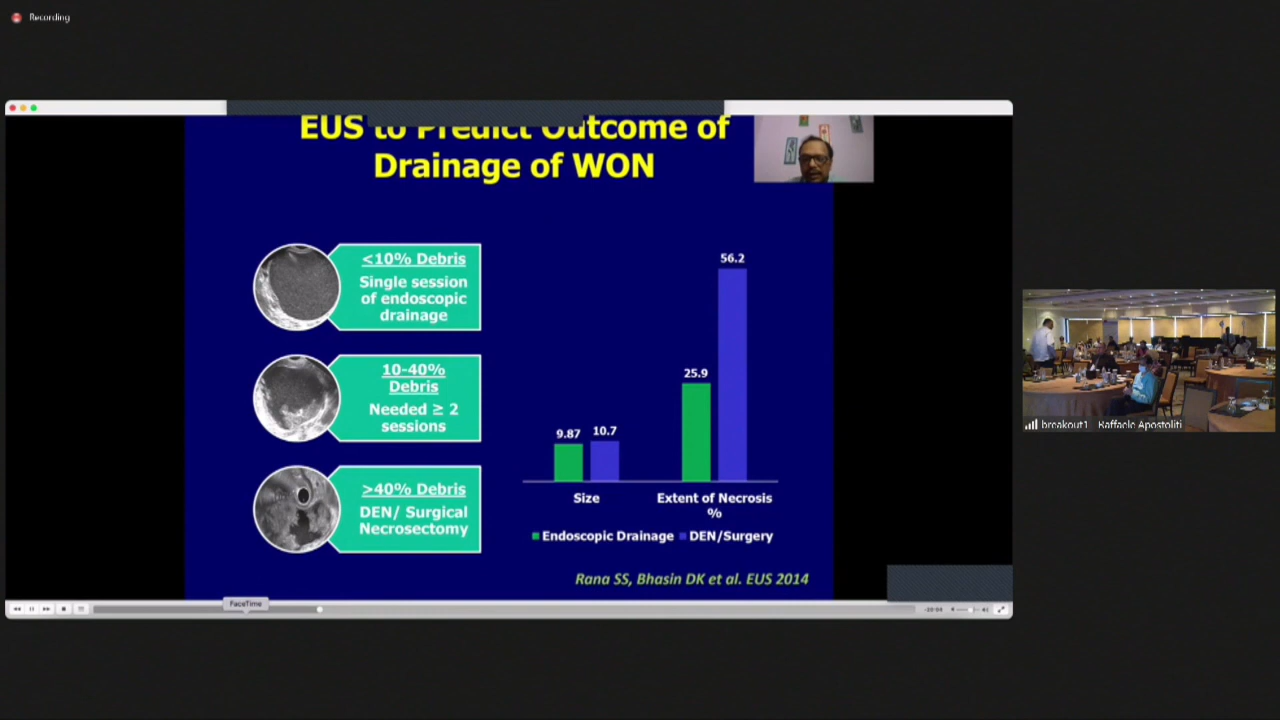 Recording
EUS to Predict Outcome of
Drainage of WON
<10% Debris
Single session
of endoscopic
drainage
10-40%
Debris
Needed ≥ 2
sessions
>40% Debris
DEN/ Surgical
Necrosectomy
56.2
25.9
9.87
10.7
Size
Extent of Necrosis
%
Endoscopic Drainage
DEN/Surgery
Rana SS, Bhasin DK et al. EUS 2014
FaceTime
breakout1 - Raffaele Apostoliti